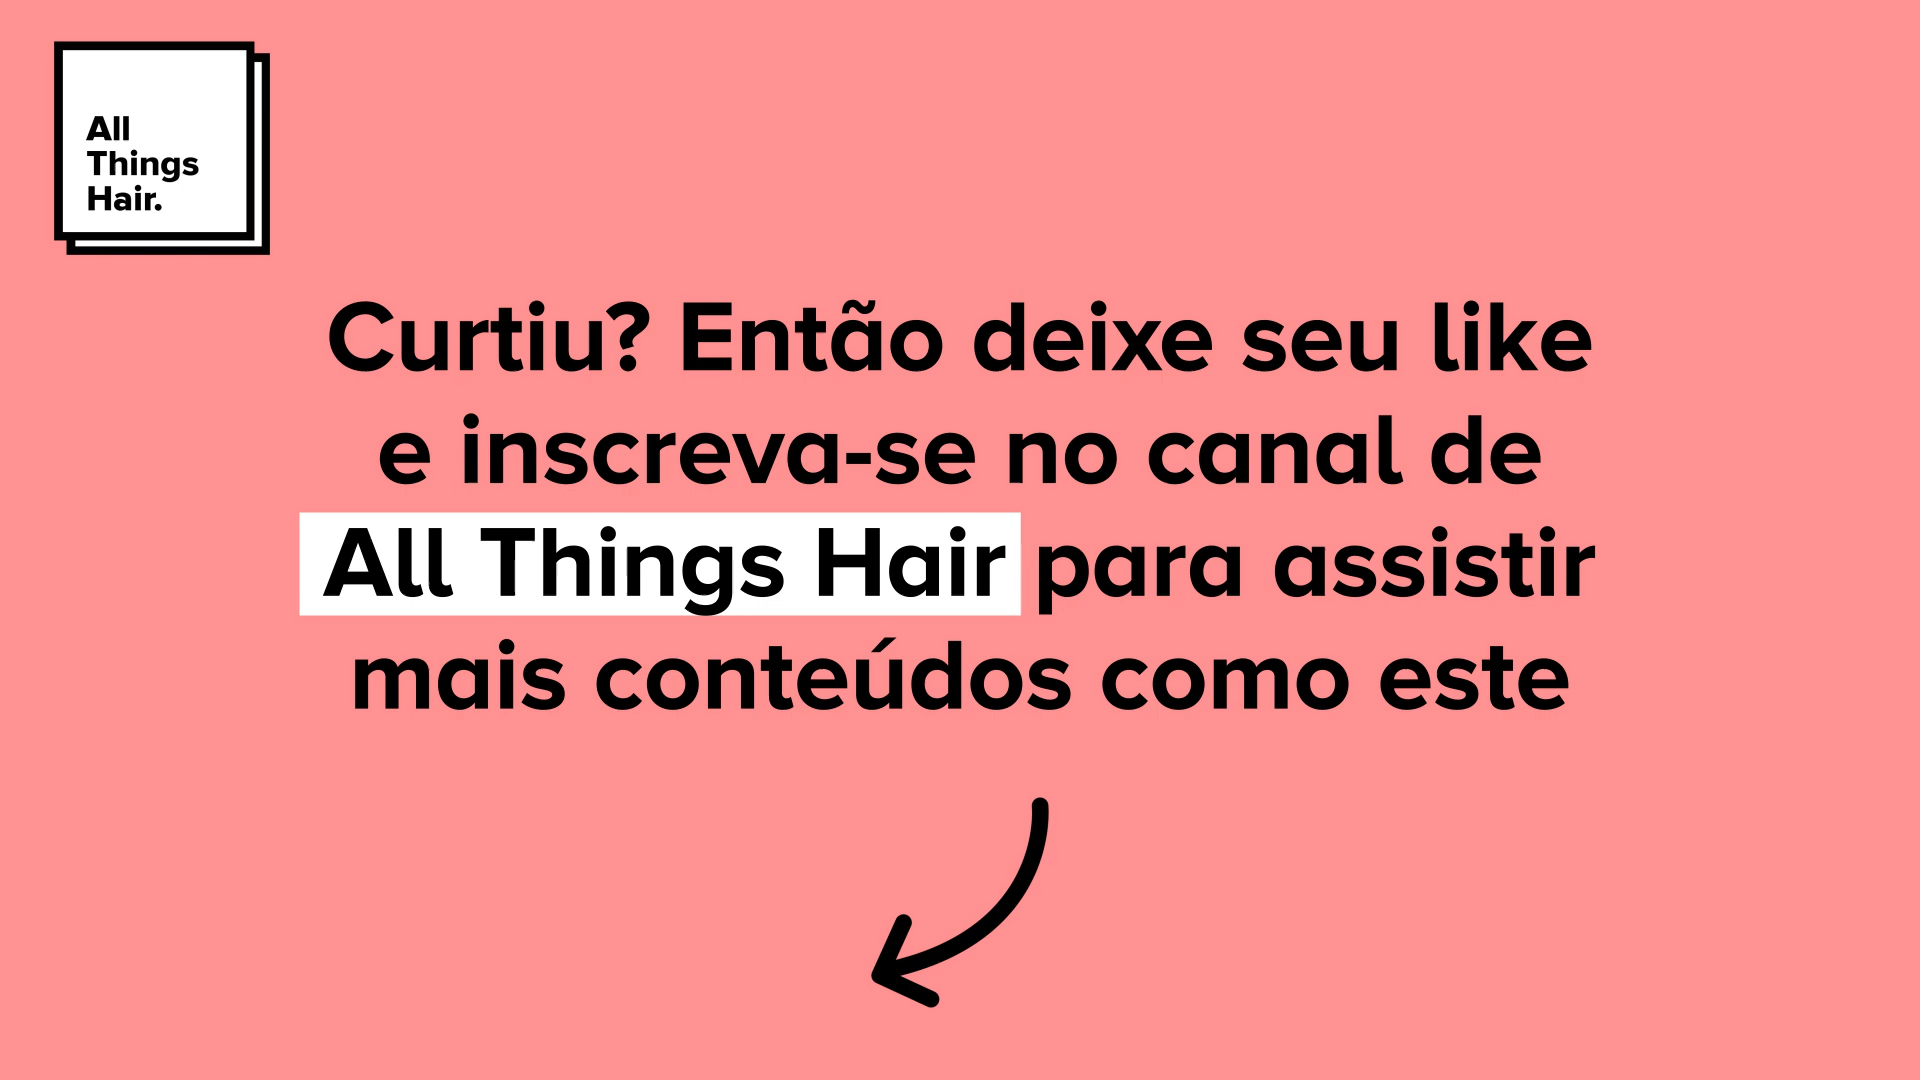 All
Things
Hair.
Curtiu? Então deixe seu like
e inscreva-se no canal de
All Things Hair para assistir
mais conteúdos como este